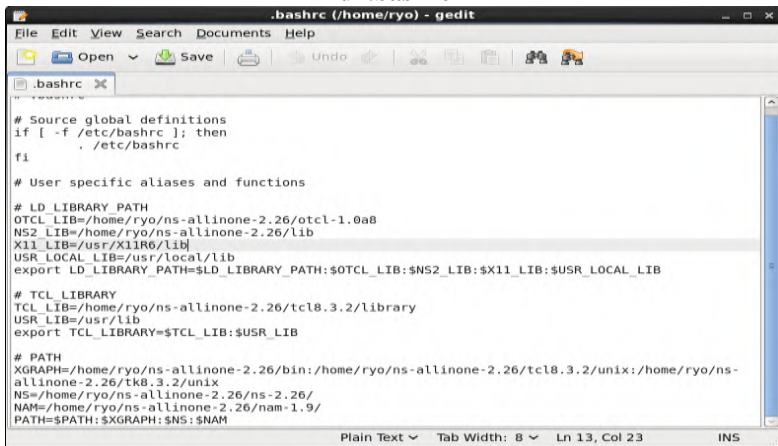 .bashrc (/home/ryo) - gedit
File Edit View Search Documents Help
Open Save Undo
.bashrc
# .bashrc
# Source global definitions
if [ -f /etc/bashrc ]; then
        . /etc/bashrc
fi
# User specific aliases and functions
# LD_LIBRARY_PATH
OTCL_LIB=/home/ryo/ns-allinone-2.26/otcl-1.0a8
NS2_LIB=/home/ryo/ns-allinone-2.26/lib
X11_LIB=/usr/X11R6/lib
USR_LOCAL_LIB=/usr/local/lib
export LD_LIBRARY_PATH=$LD_LIBRARY_PATH:$OTCL_LIB:$NS2_LIB:$X11_LIB:$USR_LOCAL_LIB
# TCL_LIBRARY
TCL_LIB=/home/ryo/ns-allinone-2.26/tcl8.3.2/library
USR_LIB=/usr/lib
export TCL_LIBRARY=$TCL_LIB:$USR_LIB
# PATH
XGRAPH=/home/ryo/ns-allinone-2.26/bin:/home/ryo/ns-allinone-2.26/tcl8.3.2/unix:/home/ryo/ns-
allinone-2.26/tk8.3.2/unix
NS=/home/ryo/ns-allinone-2.26/ns-2.26/
NAM=/home/ryo/ns-allinone-2.26/nam-1.9/
PATH=$PATH:$XGRAPH:$NS:$NAM
Plain Text Tab Width: 8 Ln 13, Col 23 INS